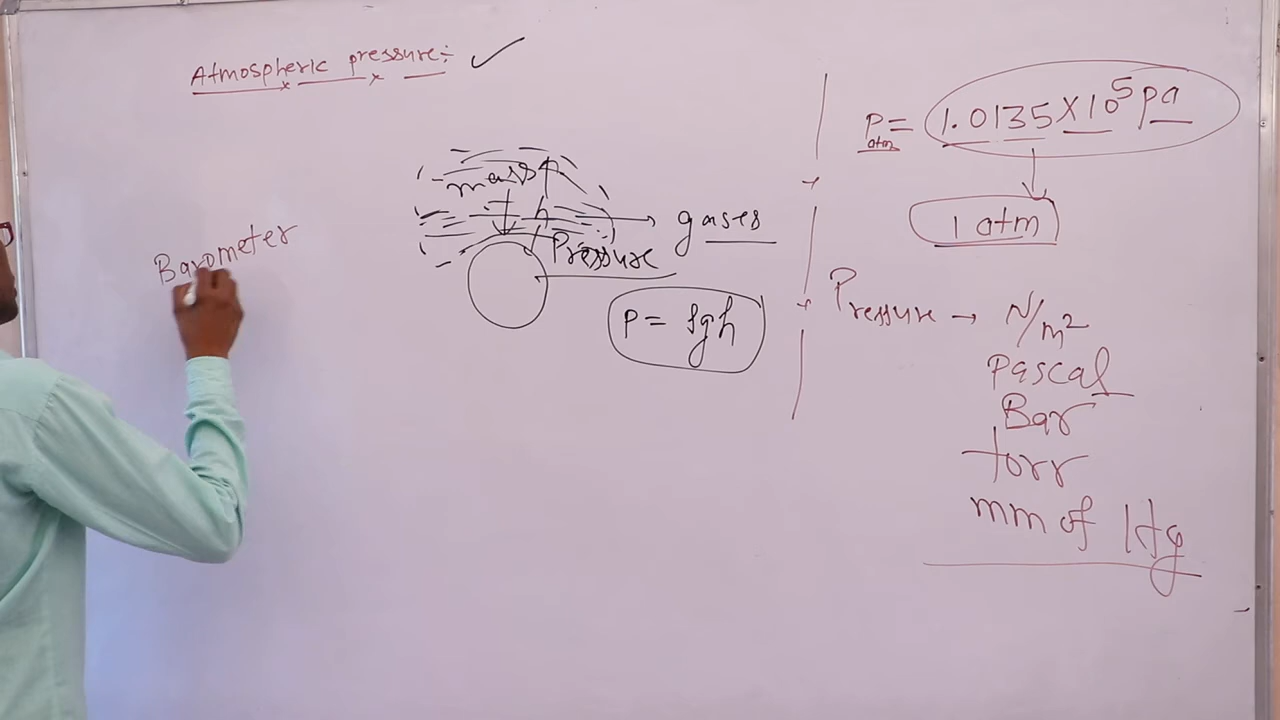 Atmospheric pressure:-
mass
h
gases
Pressure
P = ρgh
Barometer
P atm = 1.0135 × 10⁵ Pa
1 atm
Pressure → N/m²
Pascal
Bar
torr
mm of Hg